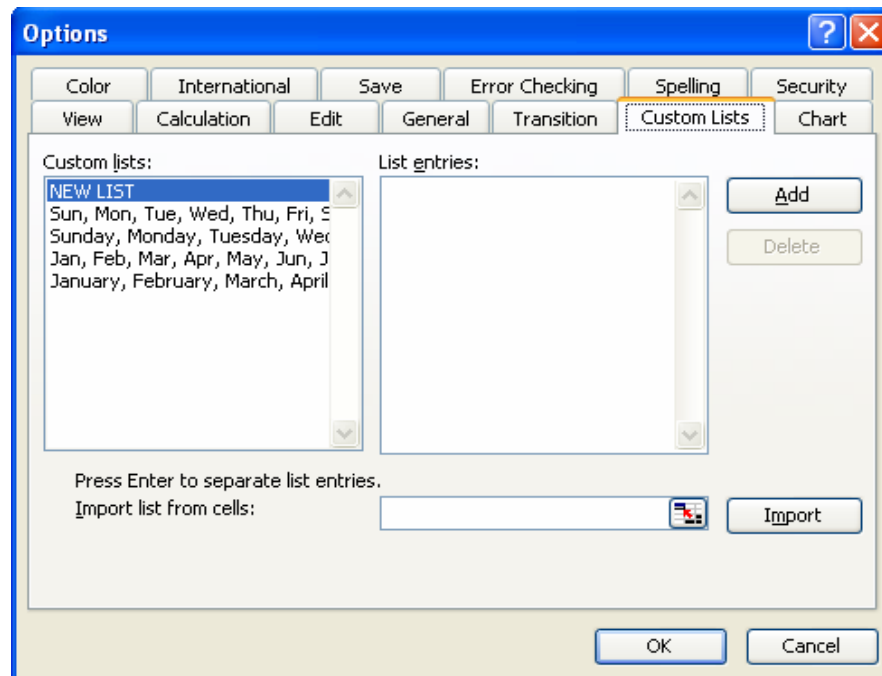 Options
Color International Save Error Checking Spelling Security
View Calculation Edit General Transition Custom Lists Chart
Custom lists: List entries:
NEW LIST
Sun, Mon, Tue, Wed, Thu, Fri, S
Sunday, Monday, Tuesday, Wed
Jan, Feb, Mar, Apr, May, Jun, J
January, February, March, April
Add
Delete
Press Enter to separate list entries.
Import list from cells:
Import
OK Cancel